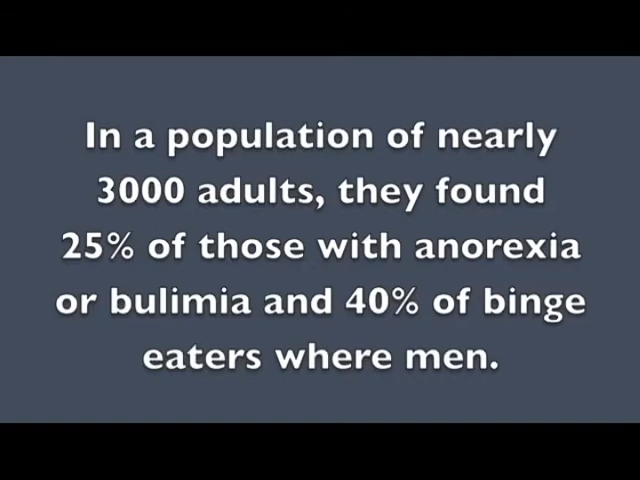 In a population of nearly
3000 adults, they found
25% of those with anorexia
or bulimia and 40% of binge
eaters where men.